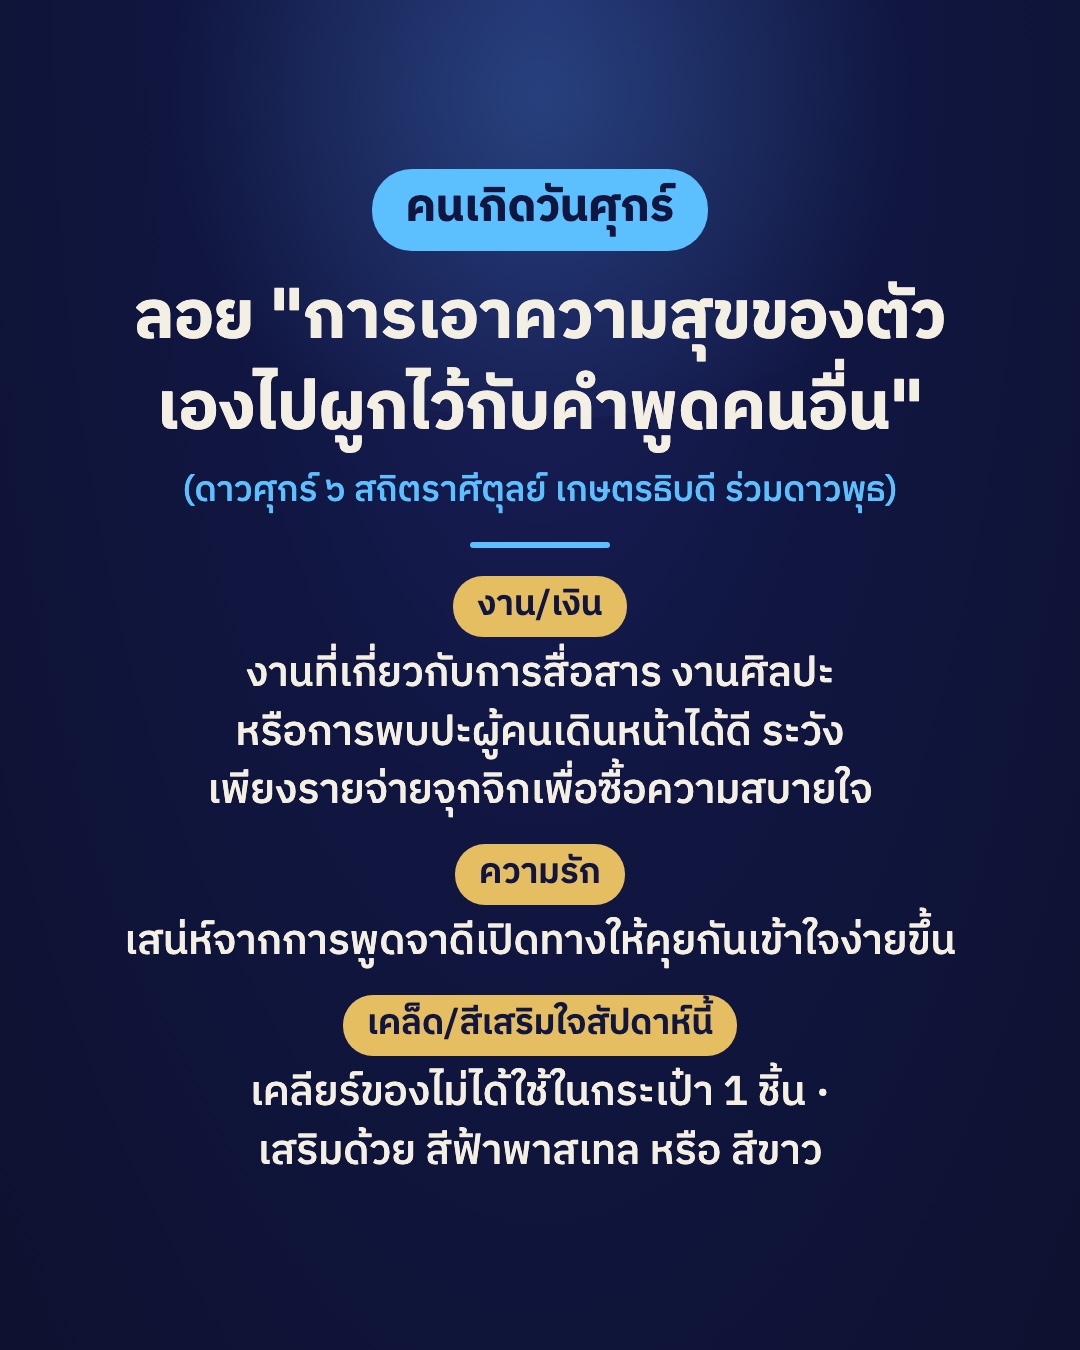 คนเกิดวันศุกร์
ลอย "การเอาความสุขของตัว
เองไปผูกไว้กับคำพูดคนอื่น"
(ดาวศุกร์ ๖ สถิตราศีตุลย์ เกษตรธิบดี ร่วมดาวพุธ)
งาน/เงิน
งานที่เกี่ยวกับการสื่อสาร งานศิลปะ
หรือการพบปะผู้คนเดินหน้าได้ดี ระวัง
เพียงรายจ่ายจุกจิกเพื่อซื้อความสบายใจ
ความรัก
เสน่ห์จากการพูดจาดีเปิดทางให้คุยกันเข้าใจง่ายขึ้น
เคล็ด/สีเสริมใจสัปดาห์นี้
เคลียร์ของไม่ได้ใช้ในกระเป๋า 1 ชิ้น ·
เสริมด้วย สีฟ้าพาสเทล หรือ สีขาว